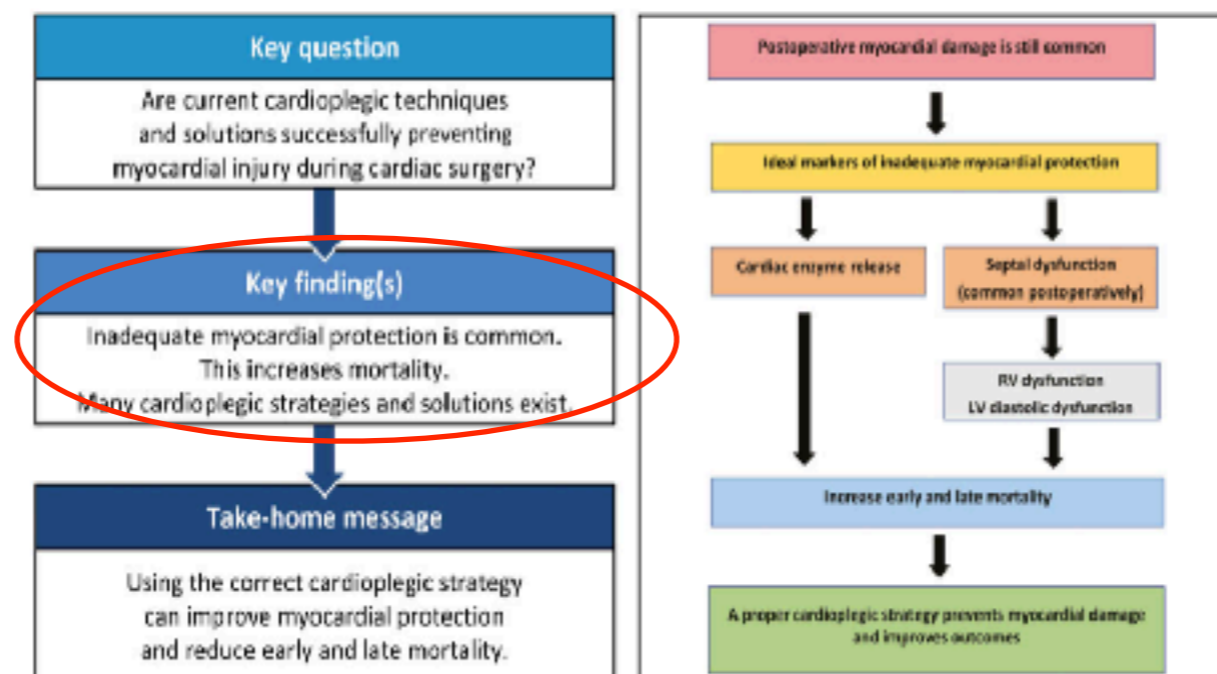 Key question
Are current cardioplegic techniques
and solutions successfully preventing
myocardial injury during cardiac surgery?
Key finding(s)
Inadequate myocardial protection is common.
This increases mortality.
Many cardioplegic strategies and solutions exist.
Take-home message
Using the correct cardioplegic strategy
can improve myocardial protection
and reduce early and late mortality.
Postoperative myocardial damage is still common
Ideal markers of inadequate myocardial protection
Cardiac enzyme release
Septal dysfunction
(common postoperatively)
RV dysfunction
LV diastolic dysfunction
Increase early and late mortality
A proper cardioplegic strategy prevents myocardial damage
and improves outcomes